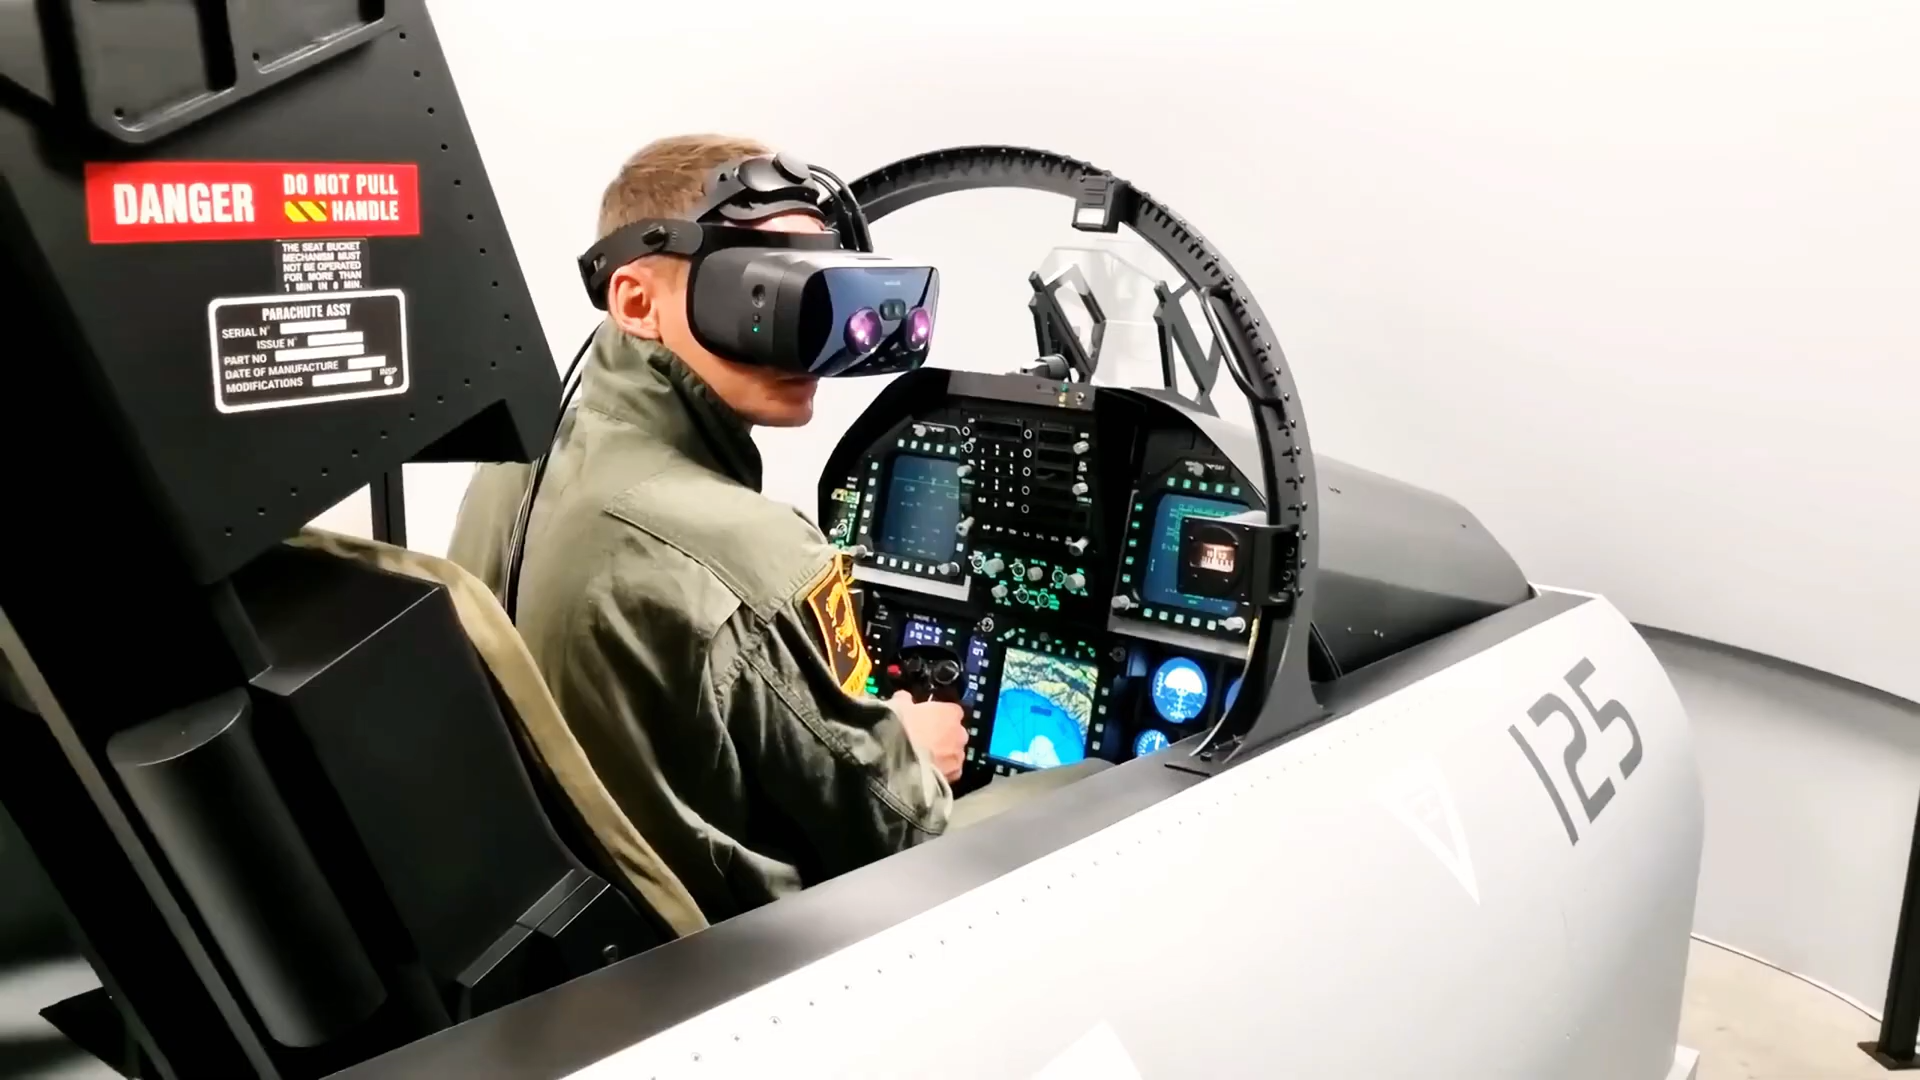 DANGER
DO NOT PULL
HANDLE
THE SEAT BUCKET
MECHANISM MUST
NOT BE OPERATED
FOR MORE THAN
1 MIN IN 8 MIN.
PARACHUTE ASSY
SERIAL N°
ISSUE N°
PART NO
DATE OF MANUFACTURE
INSP
MODIFICATIONS
125